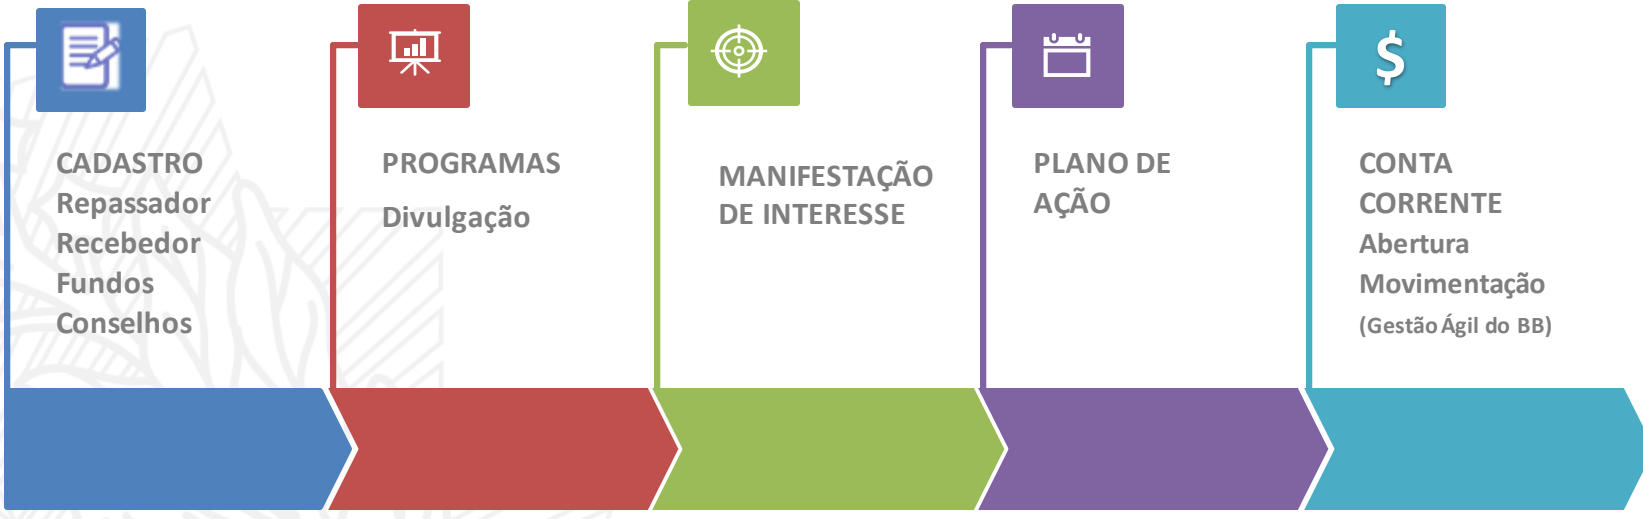 CADASTRO
Repassador
Recebedor
Fundos
Conselhos
PROGRAMAS
Divulgação
MANIFESTAÇÃO
DE INTERESSE
PLANO DE
AÇÃO
$
CONTA
CORRENTE
Abertura
Movimentação
(Gestão Ágil do BB)